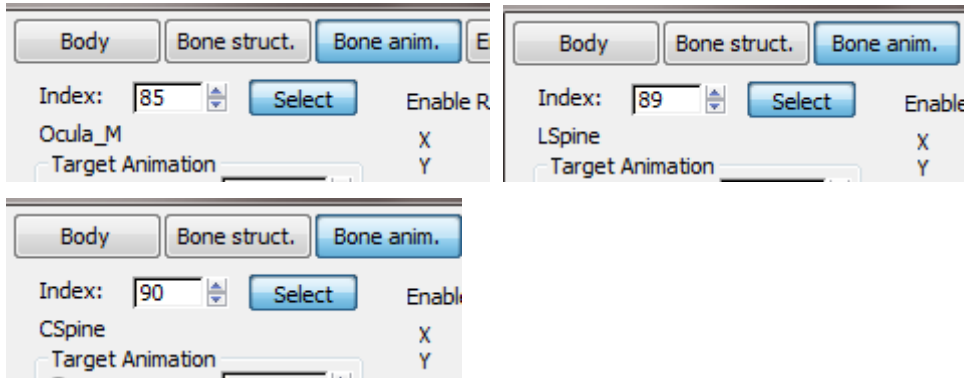 Body Bone struct. Bone anim. E
Index: 85 Select Enable R
Ocula_M X
Target Animation Y
Body Bone struct. Bone anim.
Index: 89 Select Enable
LSpine X
Target Animation Y
Body Bone struct. Bone anim.
Index: 90 Select Enabl
CSpine X
Target Animation Y